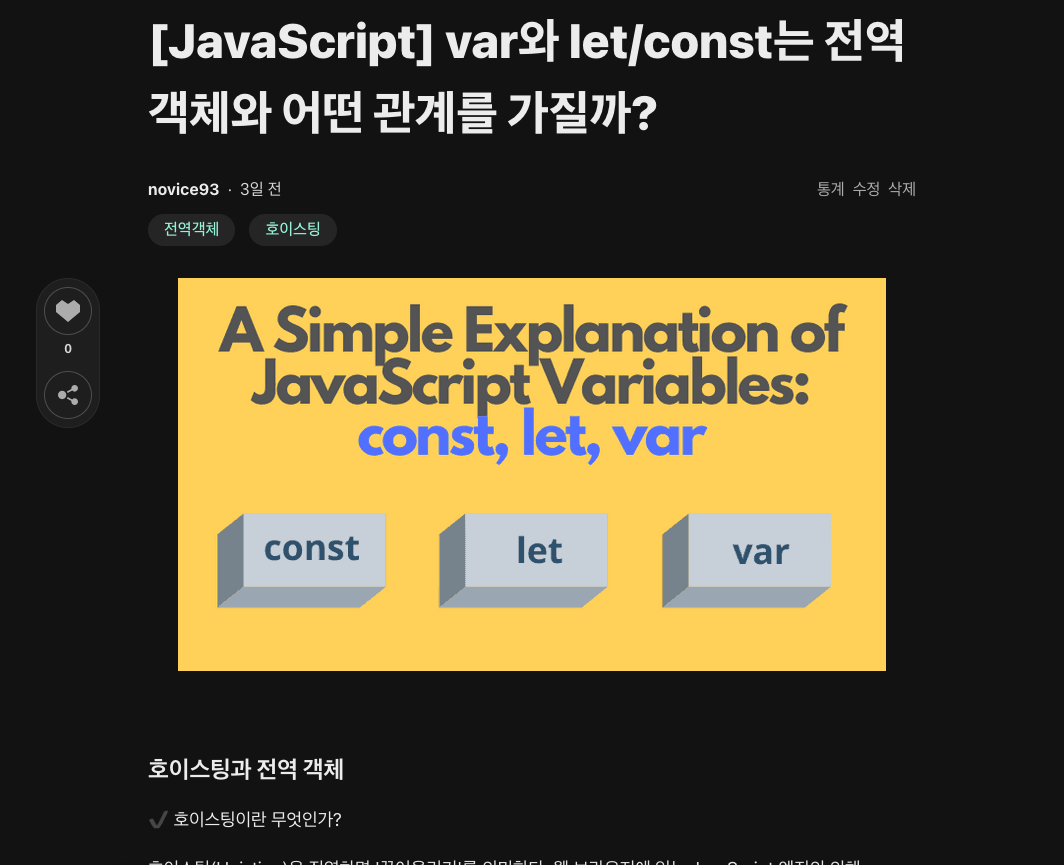 [JavaScript] var와 let/const는 전역
객체와 어떤 관계를 가질까?
novice93 · 3일 전
통계 수정 삭제
전역객체 호이스팅
0
A Simple Explanation of
JavaScript Variables:
const, let, var
const let var
호이스팅과 전역 객체
✔ 호이스팅이란 무엇인가?